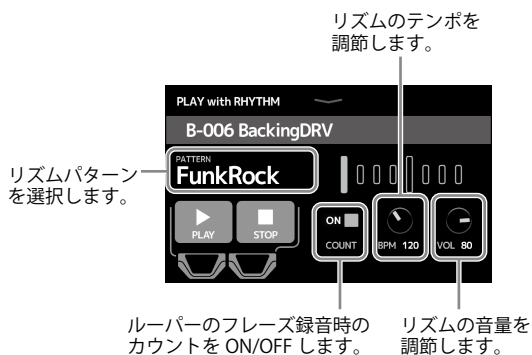 リズムのテンポを
調節します。
PLAY with RHYTHM
B-006 BackingDRV
PATTERN
FunkRock
リズムパターン
を選択します。
PLAY
STOP
ON
COUNT
BPM 120
VOL 80
ルーパーのフレーズ録音時の
カウントを ON/OFF します。
リズムの音量を
調節します。